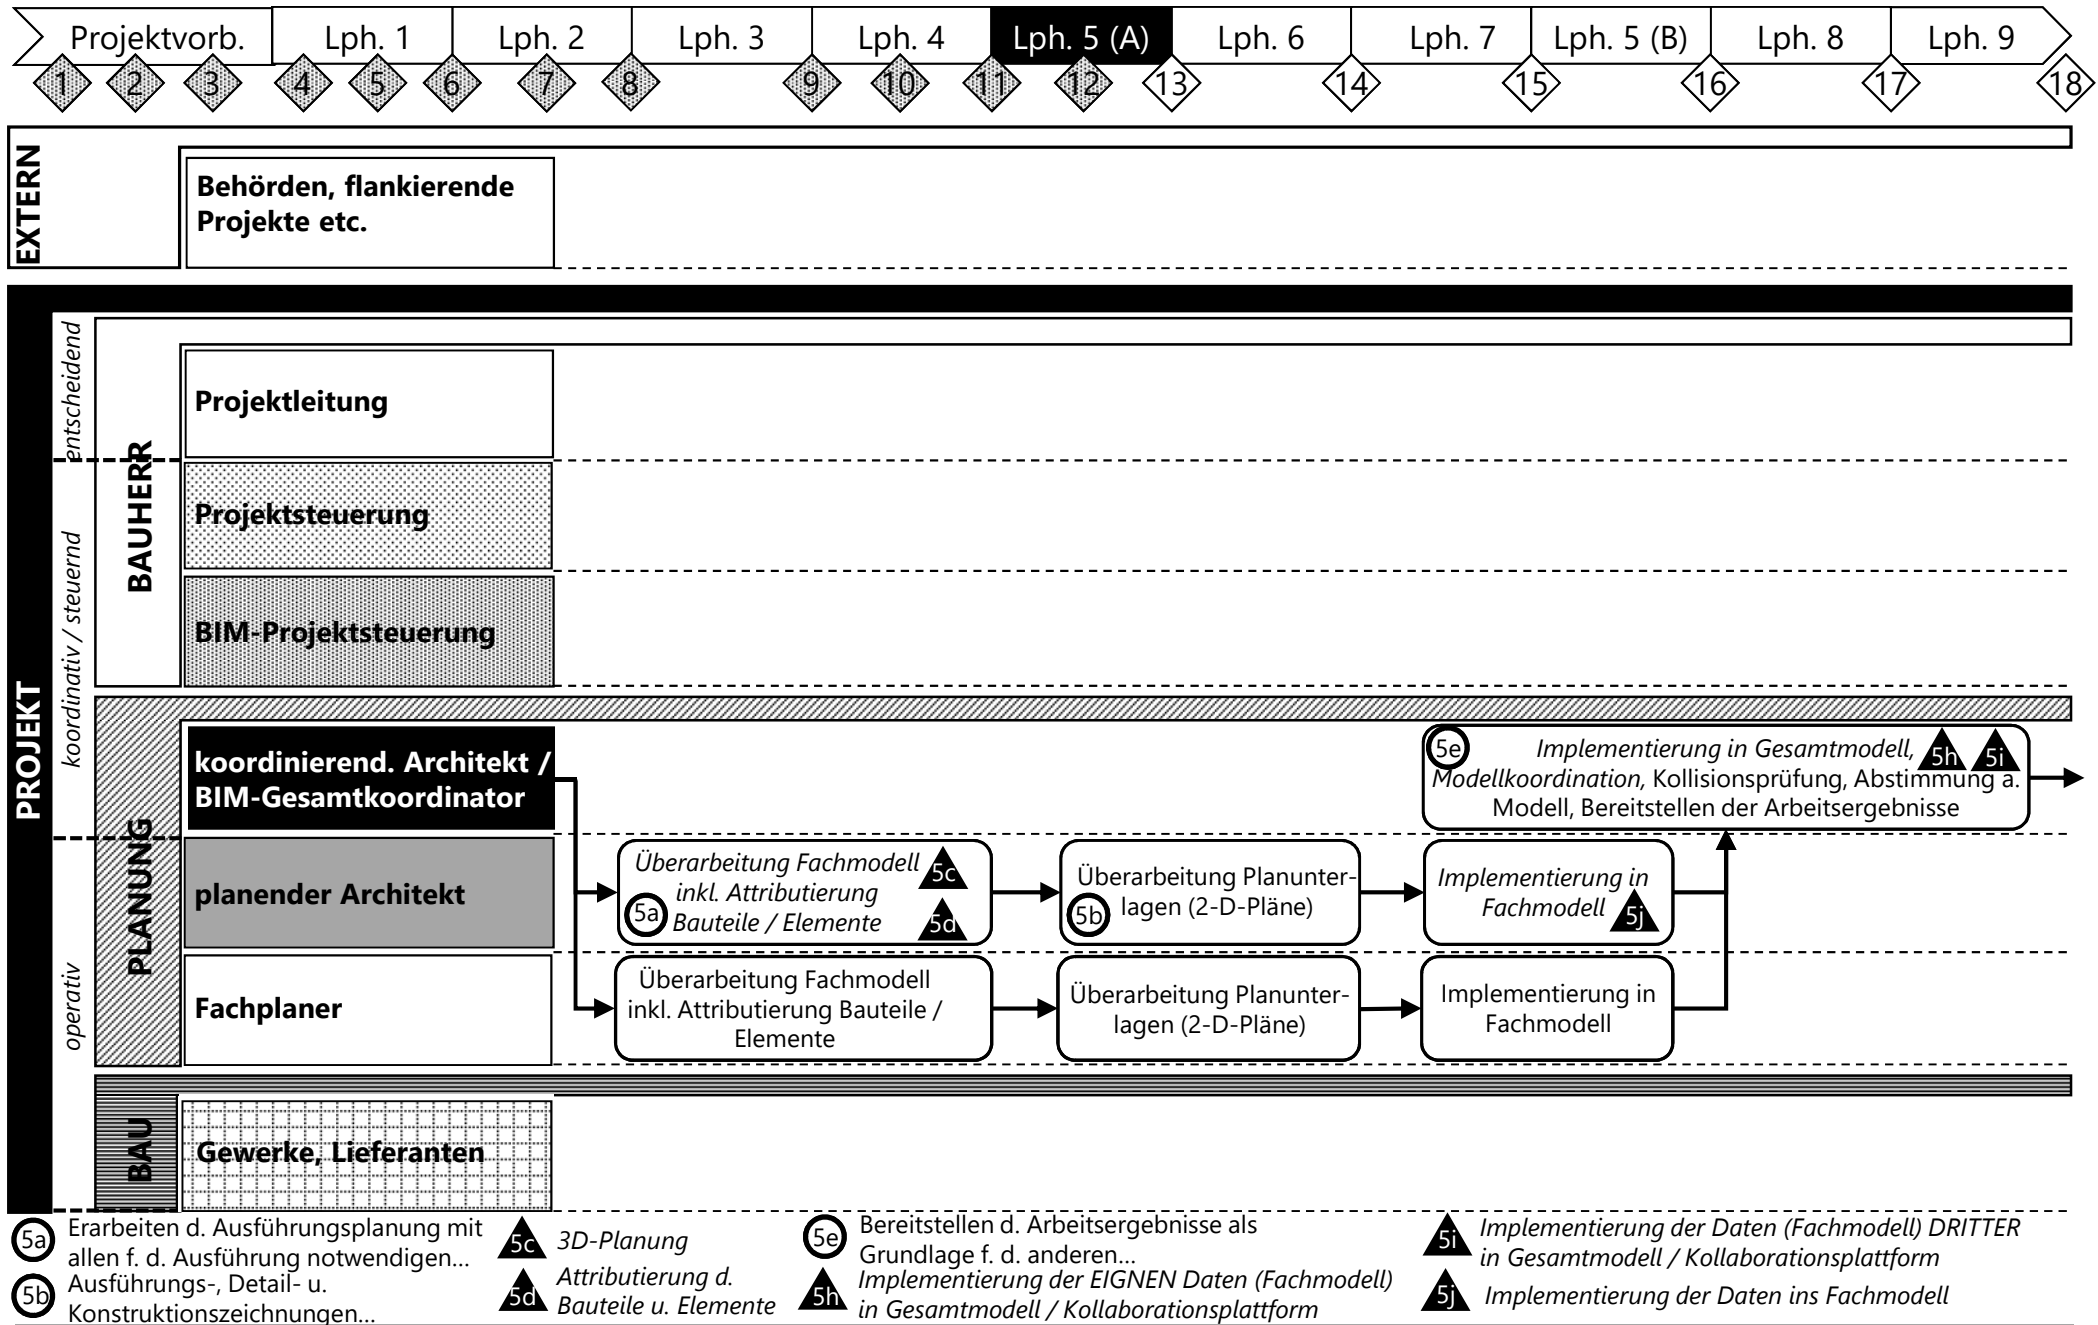 Projektvorb.
Lph. 1
Lph. 2
Lph. 3
Lph. 4
Lph. 5 (A)
Lph. 6
Lph. 7
Lph. 5 (B)
Lph. 8
Lph. 9
1
2
3
4
5
6
7
8
9
10
11
12
13
14
15
16
17
18
EXTERN
Behörden, flankierende
Projekte etc.
PROJEKT
entscheidend
koordinativ / steuernd
operativ
BAUHERR
Projektleitung
Projektsteuerung
BIM-Projektsteuerung
PLANUNG
koordinierend. Architekt /
BIM-Gesamtkoordinator
5e
Implementierung in Gesamtmodell,
5h
5i
Modellkoordination, Kollisionsprüfung, Abstimmung a.
Modell, Bereitstellen der Arbeitsergebnisse
planender Architekt
Überarbeitung Fachmodell
5c
inkl. Attributierung
5a
Bauteile / Elemente
5d
Überarbeitung Planunter-
5b
lagen (2-D-Pläne)
Implementierung in
Fachmodell
5j
Fachplaner
Überarbeitung Fachmodell
inkl. Attributierung Bauteile /
Elemente
Überarbeitung Planunter-
lagen (2-D-Pläne)
Implementierung in
Fachmodell
BAU
Gewerke, Lieferanten
5a
Erarbeiten d. Ausführungsplanung mit
allen f. d. Ausführung notwendigen...
5b
Ausführungs-, Detail- u.
Konstruktionszeichnungen...
5c
3D-Planung
5d
Attributierung d.
Bauteile u. Elemente
5e
Bereitstellen d. Arbeitsergebnisse als
Grundlage f. d. anderen...
5h
Implementierung der EIGNEN Daten (Fachmodell)
in Gesamtmodell / Kollaborationsplattform
5i
Implementierung der Daten (Fachmodell) DRITTER
in Gesamtmodell / Kollaborationsplattform
5j
Implementierung der Daten ins Fachmodell